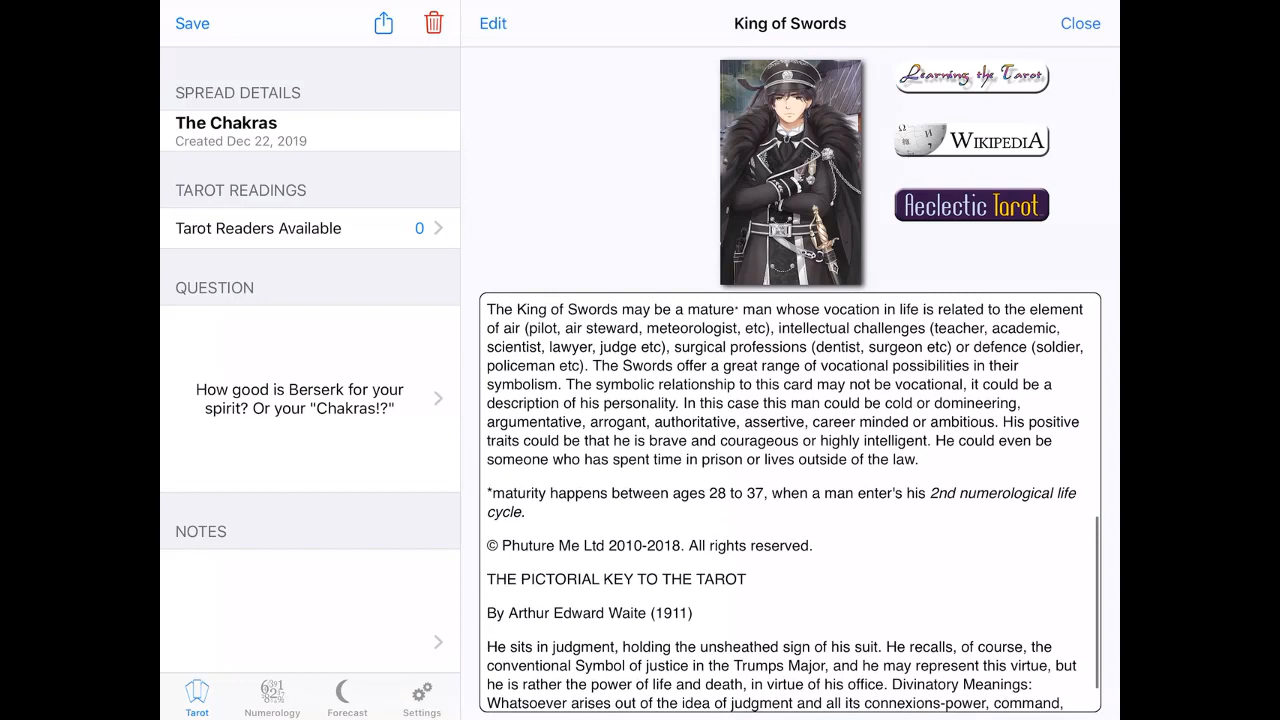 Save
SPREAD DETAILS
The Chakras
Created Dec 22, 2019
TAROT READINGS
Tarot Readers Available 0
QUESTION
How good is Berserk for your
spirit? Or your "Chakras!?"
NOTES
Tarot
Numerology
Forecast
Settings
Edit
King of Swords
Close
Learning the Tarot
WIKIPEDIA
Aeclectic Tarot
The King of Swords may be a mature* man whose vocation in life is related to the element
of air (pilot, air steward, meteorologist, etc), intellectual challenges (teacher, academic,
scientist, lawyer, judge etc), surgical professions (dentist, surgeon etc) or defence (soldier,
policeman etc). The Swords offer a great range of vocational possibilities in their
symbolism. The symbolic relationship to this card may not be vocational, it could be a
description of his personality. In this case this man could be cold or domineering,
argumentative, arrogant, authoritative, assertive, career minded or ambitious. His positive
traits could be that he is brave and courageous or highly intelligent. He could even be
someone who has spent time in prison or lives outside of the law.
*maturity happens between ages 28 to 37, when a man enter's his 2nd numerological life
cycle.
© Phuture Me Ltd 2010-2018. All rights reserved.
THE PICTORIAL KEY TO THE TAROT
By Arthur Edward Waite (1911)
He sits in judgment, holding the unsheathed sign of his suit. He recalls, of course, the
conventional Symbol of justice in the Trumps Major, and he may represent this virtue, but
he is rather the power of life and death, in virtue of his office. Divinatory Meanings:
Whatsoever arises out of the idea of judgment and all its connexions-power, command,